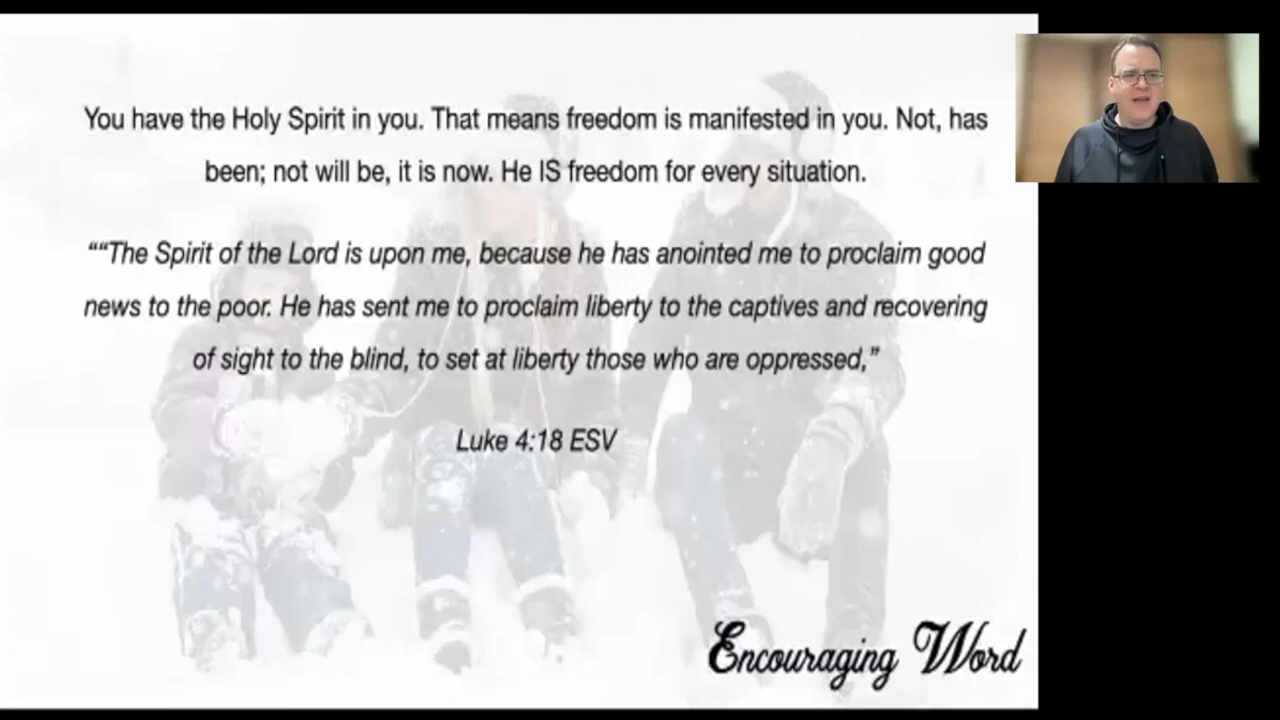 You have the Holy Spirit in you. That means freedom is manifested in you. Not, has
been; not will be, it is now. He IS freedom for every situation.
““The Spirit of the Lord is upon me, because he has anointed me to proclaim good
news to the poor. He has sent me to proclaim liberty to the captives and recovering
of sight to the blind, to set at liberty those who are oppressed,”
Luke 4:18 ESV
Encouraging Word